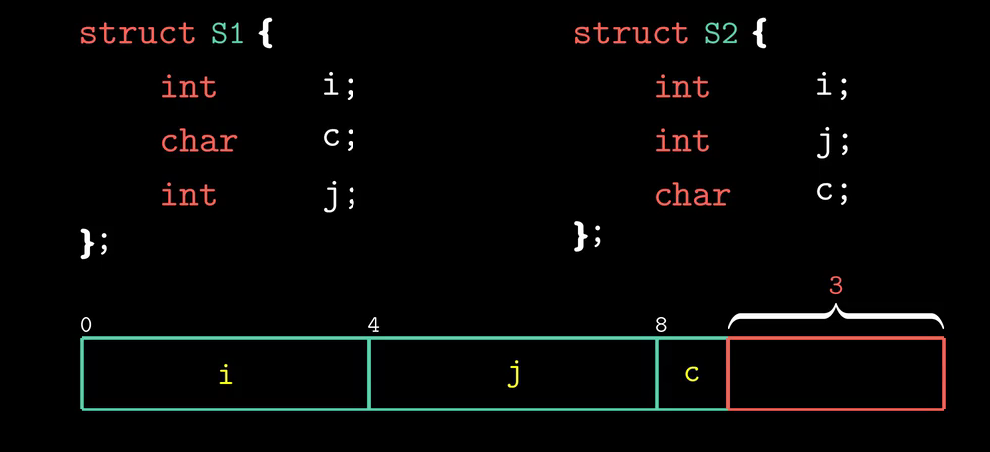 struct S1 {
int i;
char c;
int j;
};
struct S2 {
int i;
int j;
char c;
};
3
0 4 8
i j c